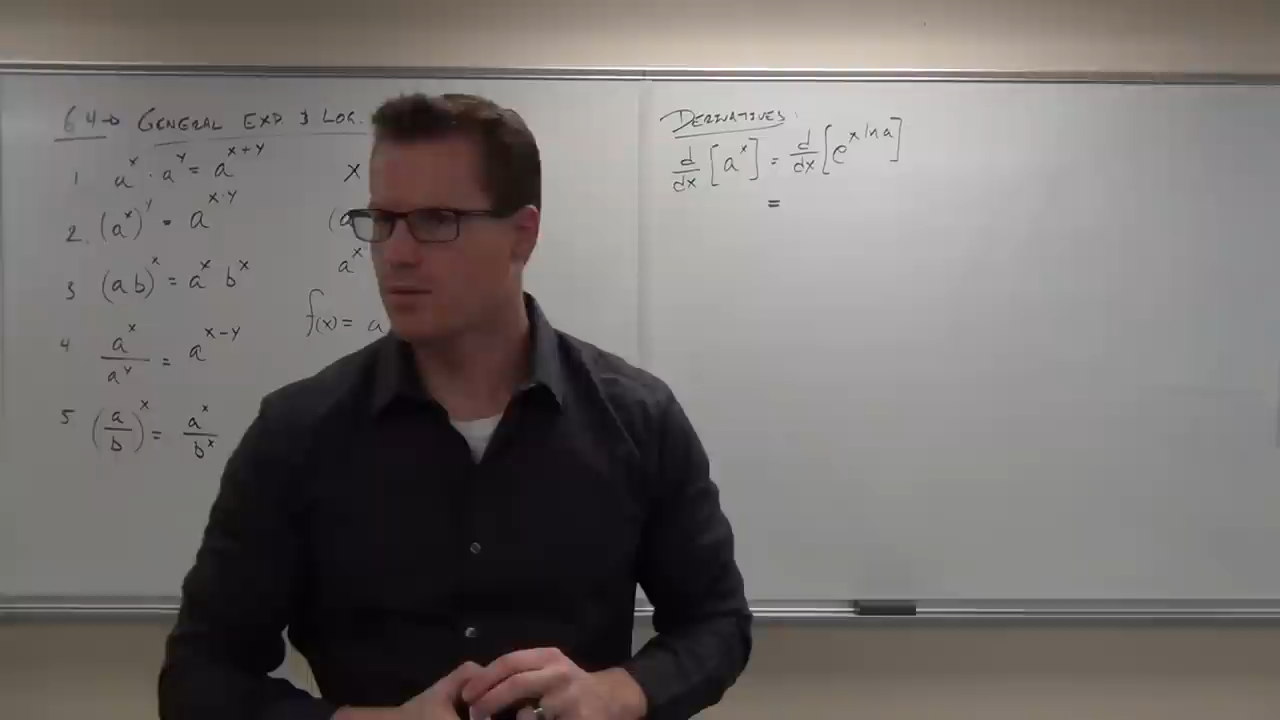 6.4 → GENERAL EXP. & LOG.
1. a^x · a^y = a^{x+y}
x
2. (a^x)^y = a^{x·y}
(a
3 (ab)^x = a^x b^x
a^x
f(x) = a
4 a^x / a^y = a^{x-y}
5 (a/b)^x = a^x / b^x
DERIVATIVES:
d/dx [a^x] = d/dx [e^{x ln a}]
=